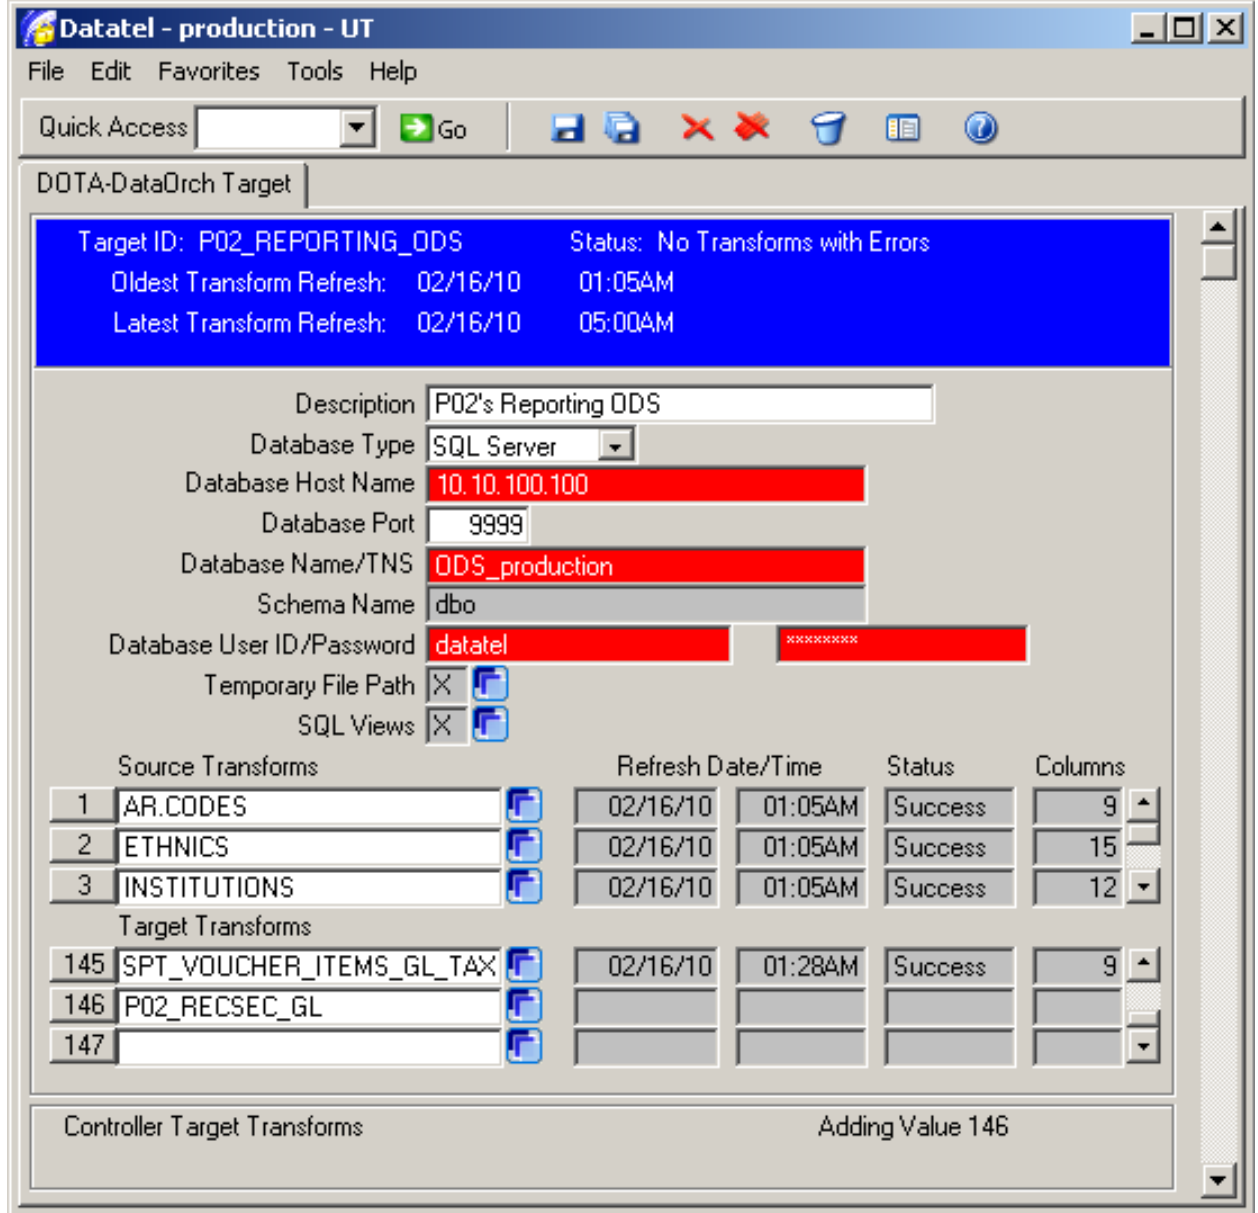 Datatel - production - UT
File Edit Favorites Tools Help
Quick Access Go
DOTA-DataOrch Target
Target ID: P02_REPORTING_ODS Status: No Transforms with Errors
Oldest Transform Refresh: 02/16/10 01:05AM
Latest Transform Refresh: 02/16/10 05:00AM
Description P02's Reporting ODS
Database Type SQL Server
Database Host Name 10.10.100.100
Database Port 9999
Database Name/TNS ODS_production
Schema Name dbo
Database User ID/Password datatel ********
Temporary File Path X
SQL Views X
Source Transforms Refresh Date/Time Status Columns
1 AR.CODES 02/16/10 01:05AM Success 9
2 ETHNICS 02/16/10 01:05AM Success 15
3 INSTITUTIONS 02/16/10 01:05AM Success 12
Target Transforms
145 SPT_VOUCHER_ITEMS_GL_TAX 02/16/10 01:28AM Success 9
146 P02_RECSEC_GL
147
Controller Target Transforms Adding Value 146